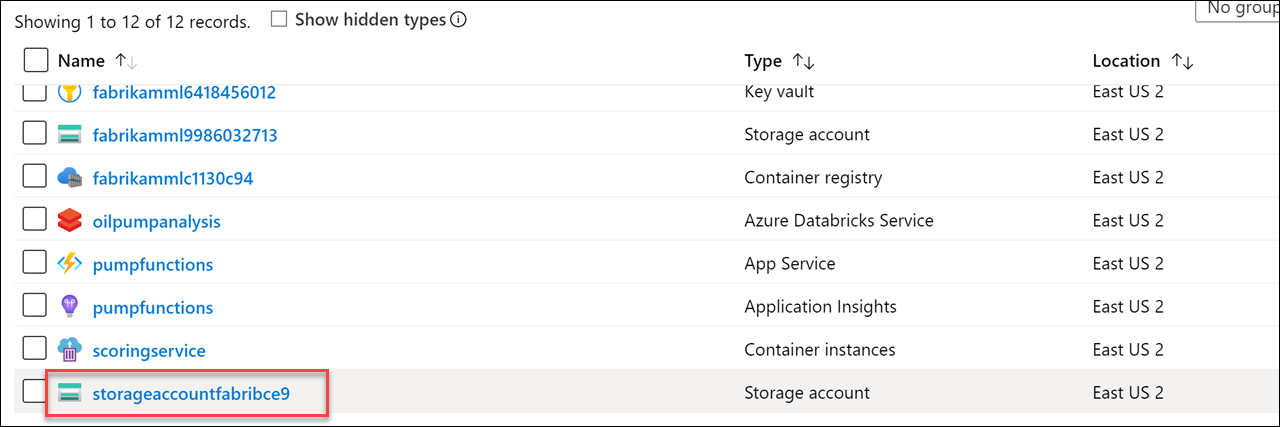 No group
Showing 1 to 12 of 12 records. Show hidden types
Name Type Location
fabrikamml6418456012 Key vault East US 2
fabrikamml9986032713 Storage account East US 2
fabrikammlc1130c94 Container registry East US 2
oilpumpanalysis Azure Databricks Service East US 2
pumpfunctions App Service East US 2
pumpfunctions Application Insights East US 2
scoringservice Container instances East US 2
storageaccountfabribce9 Storage account East US 2